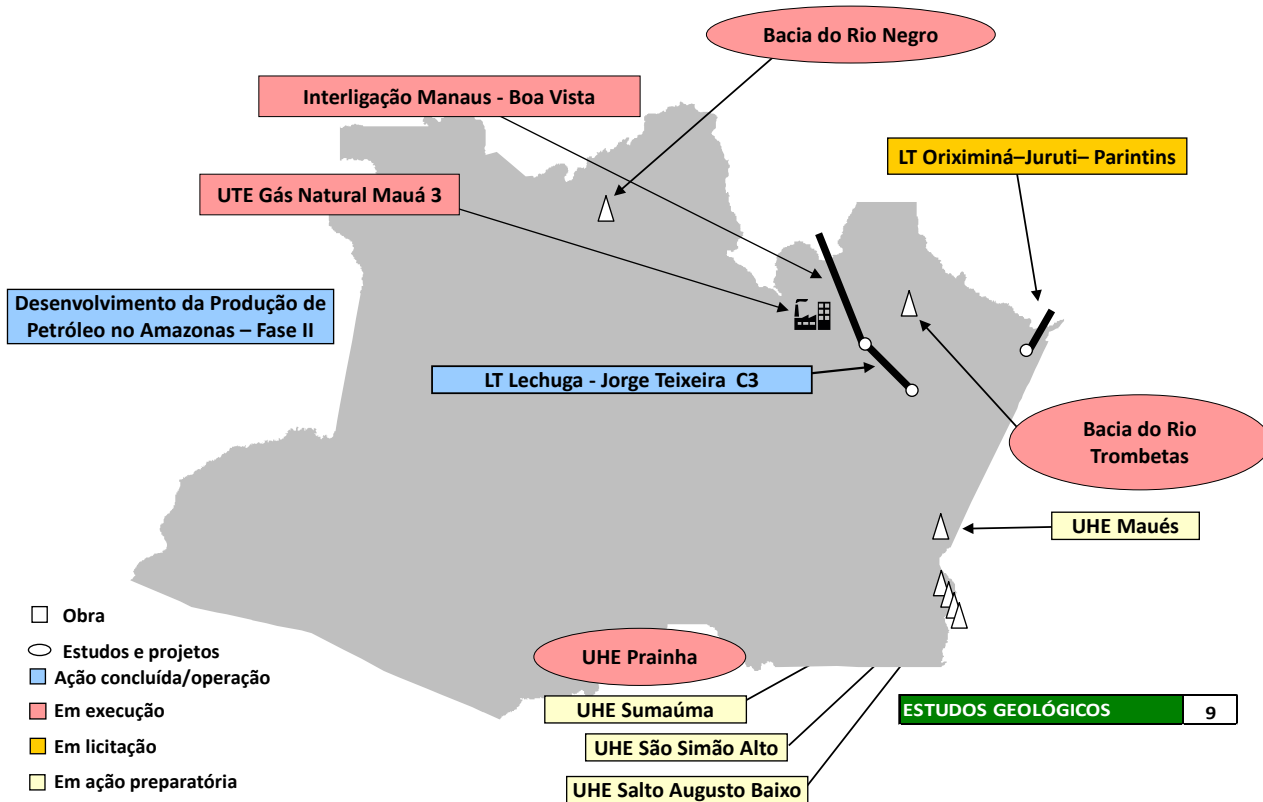 Bacia do Rio Negro
Interligação Manaus - Boa Vista
LT Oriximiná–Juruti– Parintins
UTE Gás Natural Mauá 3
Desenvolvimento da Produção de
Petróleo no Amazonas – Fase II
LT Lechuga - Jorge Teixeira C3
Bacia do Rio
Trombetas
UHE Maués
Obra
Estudos e projetos
Ação concluída/operação
Em execução
Em licitação
Em ação preparatória
UHE Prainha
UHE Sumaúma
UHE São Simão Alto
UHE Salto Augusto Baixo
ESTUDOS GEOLÓGICOS 9